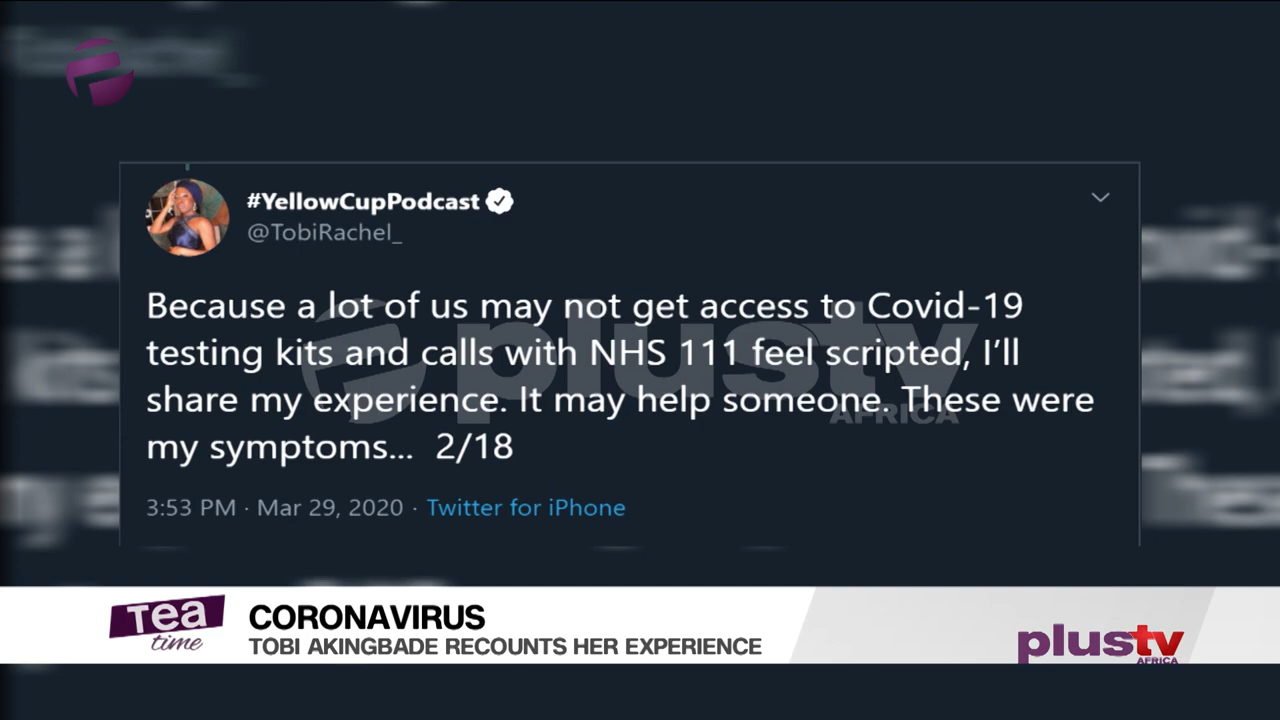 #YellowCupPodcast
@TobiRachel_
Because a lot of us may not get access to Covid-19
testing kits and calls with NHS 111 feel scripted, I’ll
share my experience. It may help someone. These were
my symptoms... 2/18
3:53 PM · Mar 29, 2020 · Twitter for iPhone
plustv
AFRICA
Tea
time
CORONAVIRUS
TOBI AKINGBADE RECOUNTS HER EXPERIENCE
plustv
AFRICA